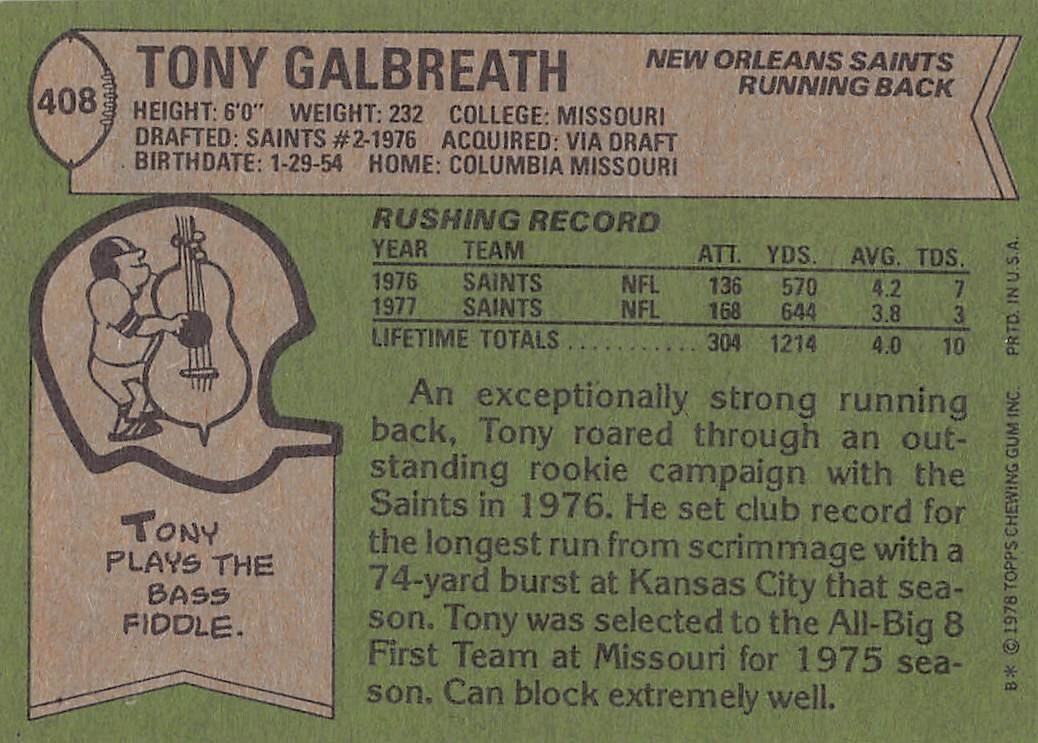 408
TONY GALBREATH
NEW ORLEANS SAINTS
RUNNING BACK
HEIGHT: 6'0" WEIGHT: 232 COLLEGE: MISSOURI
DRAFTED: SAINTS #2-1976 ACQUIRED: VIA DRAFT
BIRTHDATE: 1-29-54 HOME: COLUMBIA MISSOURI
RUSHING RECORD
YEAR TEAM ATT. YDS. AVG. TDS.
1976 SAINTS NFL 136 570 4.2 7
1977 SAINTS NFL 168 644 3.8 3
LIFETIME TOTALS ........... 304 1214 4.0 10
An exceptionally strong running
back, Tony roared through an out-
standing rookie campaign with the
Saints in 1976. He set club record for
the longest run from scrimmage with a
74-yard burst at Kansas City that sea-
son. Tony was selected to the All-Big 8
First Team at Missouri for 1975 sea-
son. Can block extremely well.
TONY
PLAYS THE
BASS
FIDDLE.
B* © 1978 TOPPS CHEWING GUM INC. PRTD. IN U.S.A.